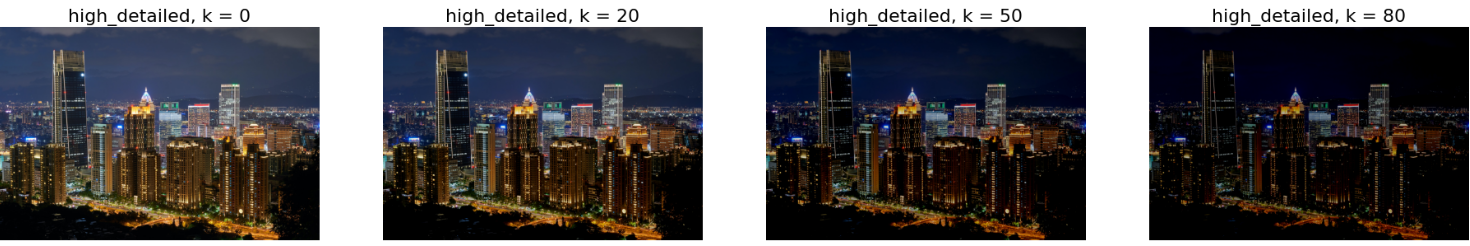 high_detailed, k = 0
high_detailed, k = 20
high_detailed, k = 50
high_detailed, k = 80